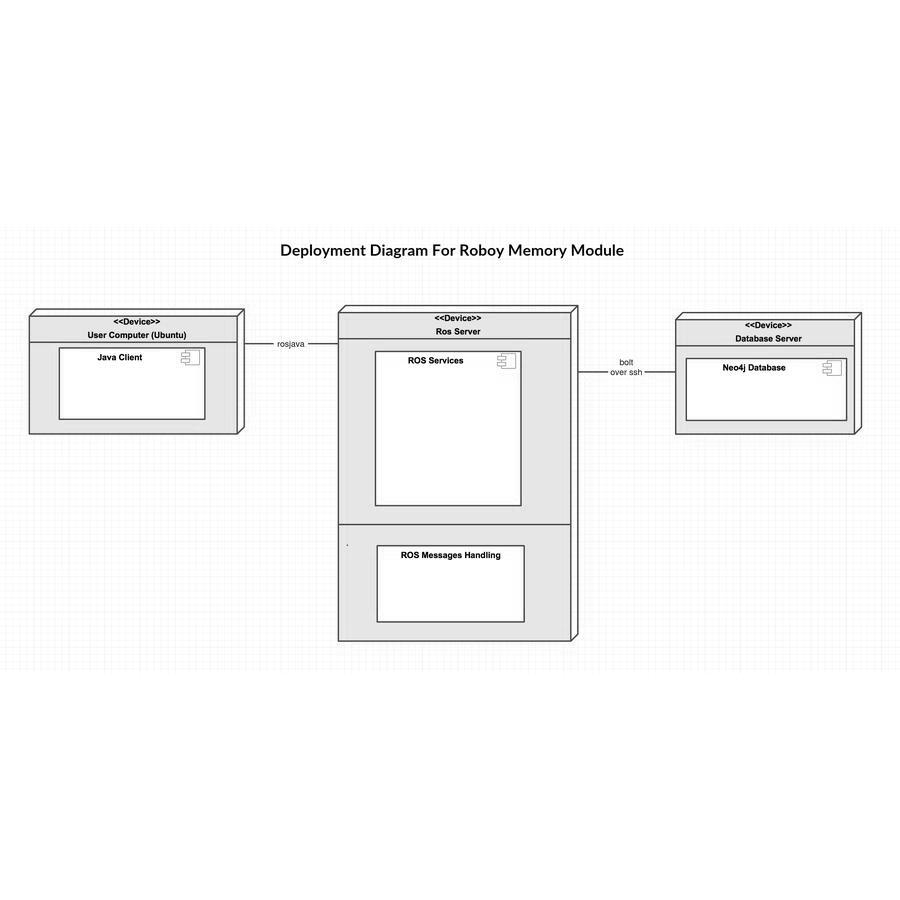 Deployment Diagram For Roboy Memory Module
<<Device>>
User Computer (Ubuntu)
Java Client
rosjava
<<Device>>
Ros Server
ROS Services
ROS Messages Handling
bolt
over ssh
<<Device>>
Database Server
Neo4j Database